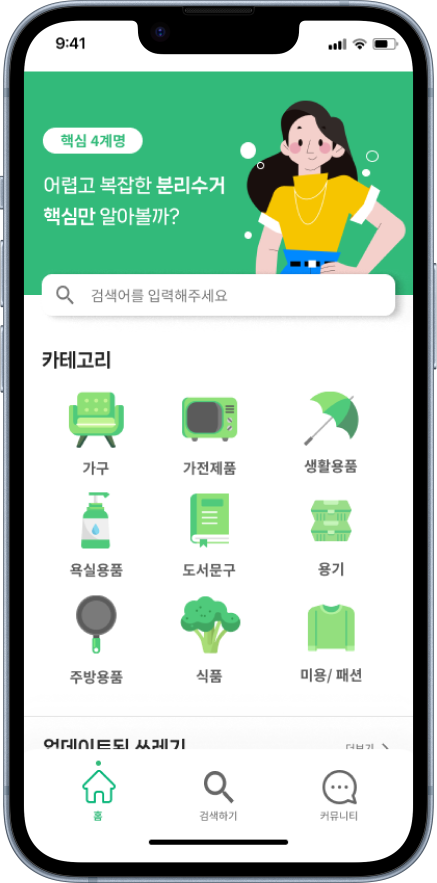 9:41
핵심 4계명
어렵고 복잡한 분리수거
핵심만 알아볼까?
검색어를 입력해주세요
카테고리
가구
가전제품
생활용품
욕실용품
도서문구
용기
주방용품
식품
미용/ 패션
업데이트된 쓰레기
더보기
홈
검색하기
커뮤니티